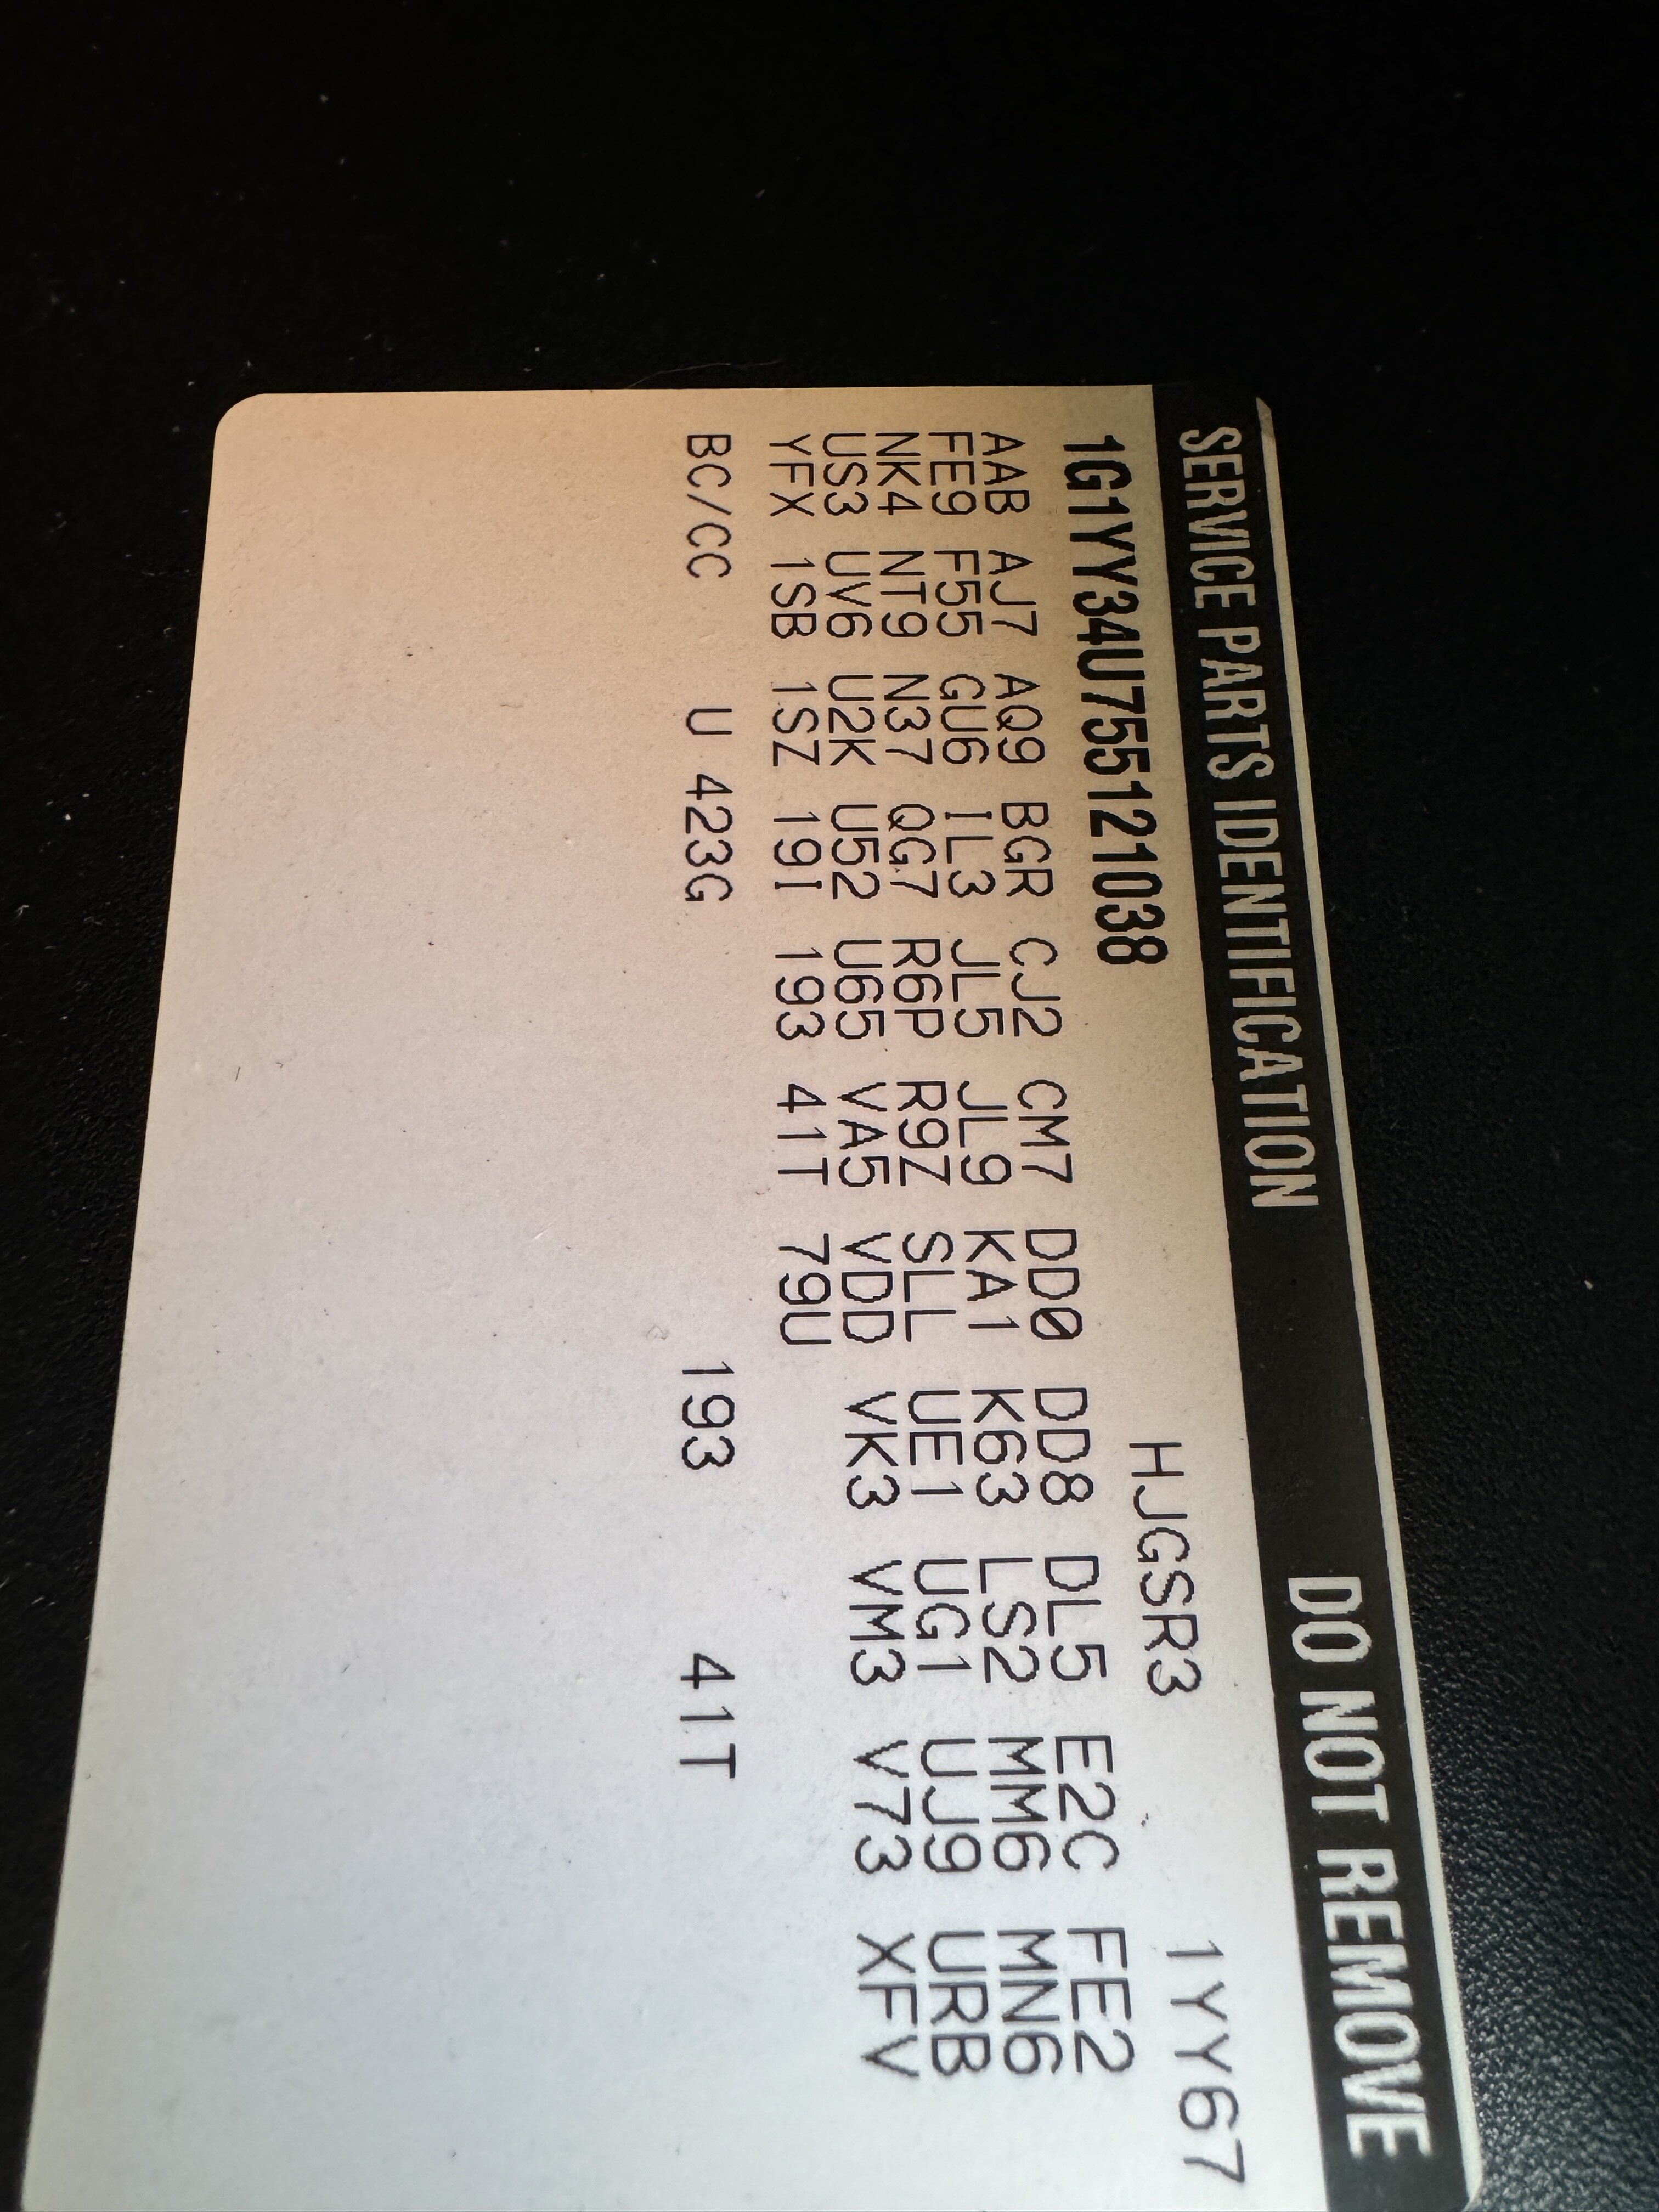 SERVICE PARTS IDENTIFICATION DO NOT REMOVE
1G1YY34U755121038 HJGSR3 1YY67
AAB AJ7 AQ9 BGR CJ2 CM7 DD0 DD8 DL5 E2C FE2
FE9 F55 GU6 IL3 JL5 JL9 KA1 K63 LS2 MM6 MN6
NK4 NT9 N37 QG7 R6P R9Z SLL UE1 UG1 UJ9 URB
US3 UV6 U2K U52 U65 VA5 VDD VK3 VM3 V73 XFV
YFX 1SB 1SZ 19I 193 41T 79U
BC/CC U 423G 193 41T